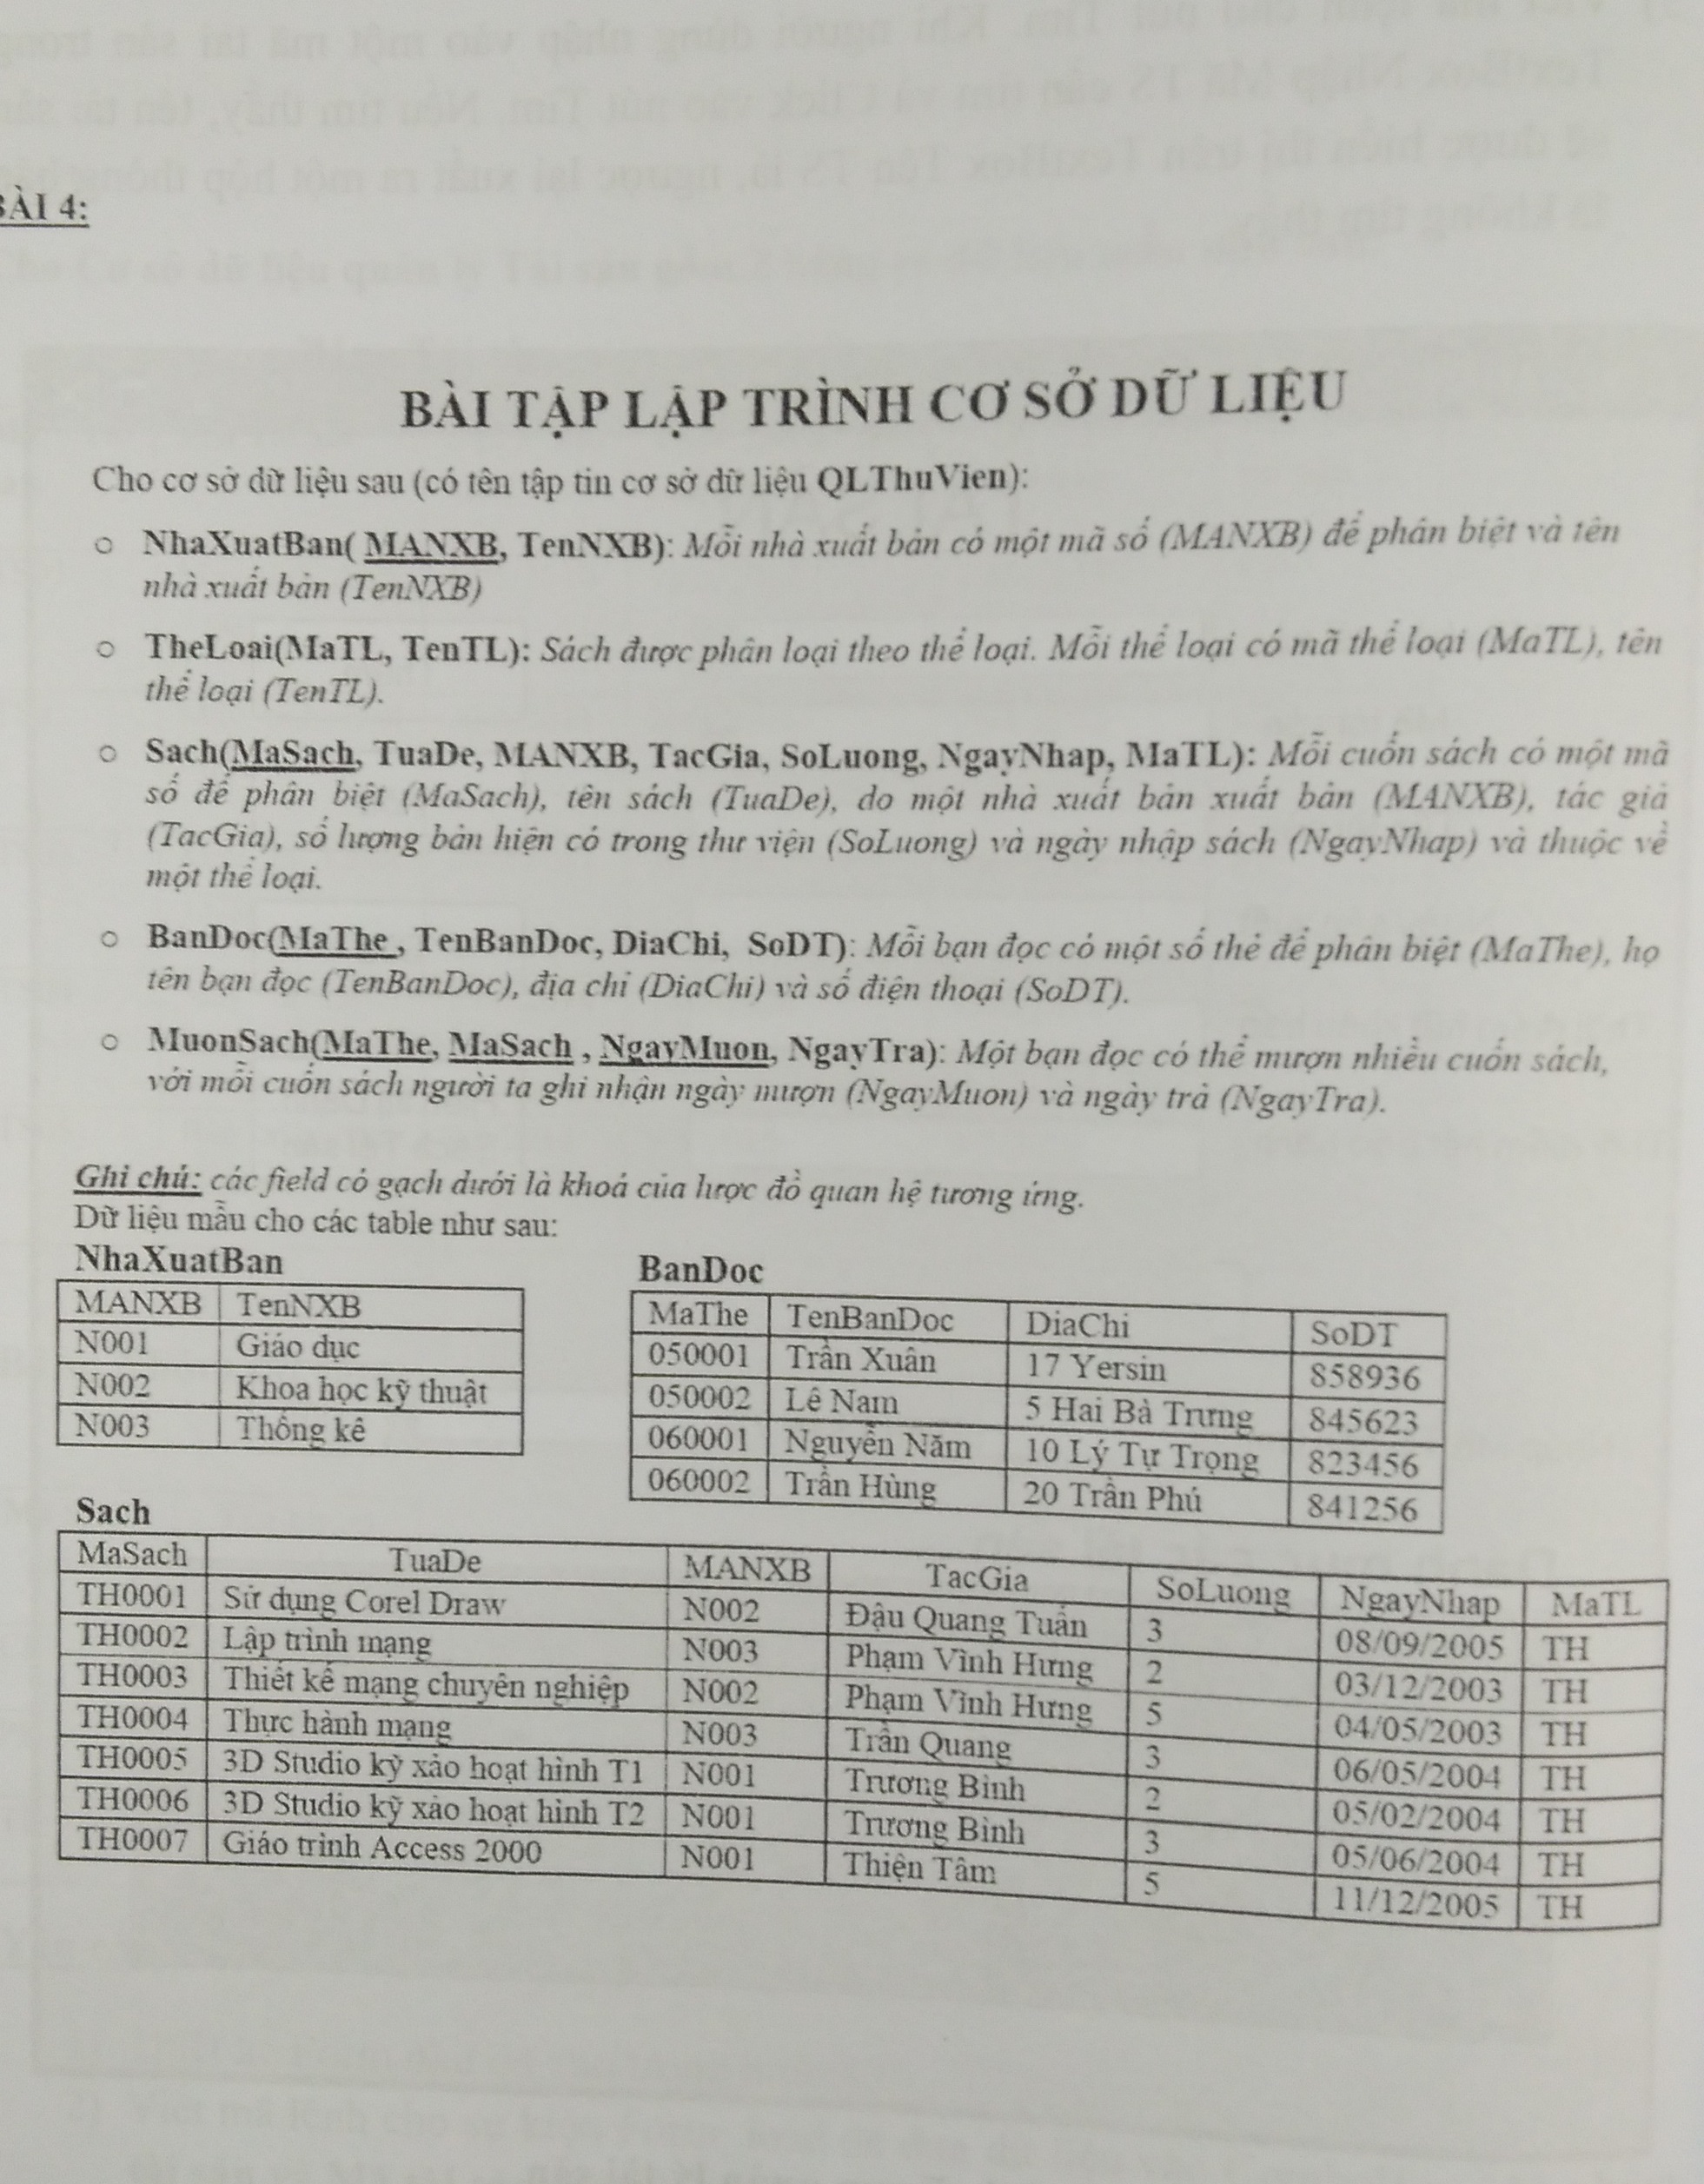 BÀI 4:
BÀI TẬP LẬP TRÌNH CƠ SỞ DỮ LIỆU
Cho cơ sở dữ liệu sau (có tên tập tin cơ sở dữ liệu QLThuVien):
○ NhaXuatBan( MANXB, TenNXB): Mỗi nhà xuất bản có một mã số (MANXB) để phân biệt và tên
nhà xuất bản (TenNXB)
○ TheLoai(MaTL, TenTL): Sách được phân loại theo thể loại. Mỗi thể loại có mã thể loại (MaTL), tên
thể loại (TenTL).
○ Sach(MaSach, TuaDe, MANXB, TacGia, SoLuong, NgayNhap, MaTL): Mỗi cuốn sách có một mã
số để phân biệt (MaSach), tên sách (TuaDe), do một nhà xuất bản xuất bản (MANXB), tác giả
(TacGia), số lượng bản hiện có trong thư viện (SoLuong) và ngày nhập sách (NgayNhap) và thuộc về
một thể loại.
○ BanDoc(MaThe , TenBanDoc, DiaChi, SoDT): Mỗi bạn đọc có một số thẻ để phân biệt (MaThe), họ
tên bạn đọc (TenBanDoc), địa chỉ (DiaChi) và số điện thoại (SoDT).
○ MuonSach(MaThe, MaSach , NgayMuon, NgayTra): Một bạn đọc có thể mượn nhiều cuốn sách,
với mỗi cuốn sách người ta ghi nhận ngày mượn (NgayMuon) và ngày trả (NgayTra).
Ghi chú: các field có gạch dưới là khoá của lược đồ quan hệ tương ứng.
Dữ liệu mẫu cho các table như sau:
NhaXuatBan
MANXB TenNXB
N001 Giáo dục
N002 Khoa học kỹ thuật
N003 Thống kê
BanDoc
MaThe TenBanDoc DiaChi SoDT
050001 Trần Xuân 17 Yersin 858936
050002 Lê Nam 5 Hai Bà Trưng 845623
060001 Nguyễn Năm 10 Lý Tự Trọng 823456
060002 Trần Hùng 20 Trần Phú 841256
Sach
MaSach TuaDe MANXB TacGia SoLuong NgayNhap MaTL
TH0001 Sử dụng Corel Draw N002 Đậu Quang Tuấn 3 08/09/2005 TH
TH0002 Lập trình mạng N003 Phạm Vĩnh Hưng 2 03/12/2003 TH
TH0003 Thiết kế mạng chuyên nghiệp N002 Phạm Vĩnh Hưng 5 04/05/2003 TH
TH0004 Thực hành mạng N003 Trần Quang 3 06/05/2004 TH
TH0005 3D Studio kỹ xảo hoạt hình T1 N001 Trương Bình 2 05/02/2004 TH
TH0006 3D Studio kỹ xảo hoạt hình T2 N001 Trương Bình 3 05/06/2004 TH
TH0007 Giáo trình Access 2000 N001 Thiện Tâm 5 11/12/2005 TH